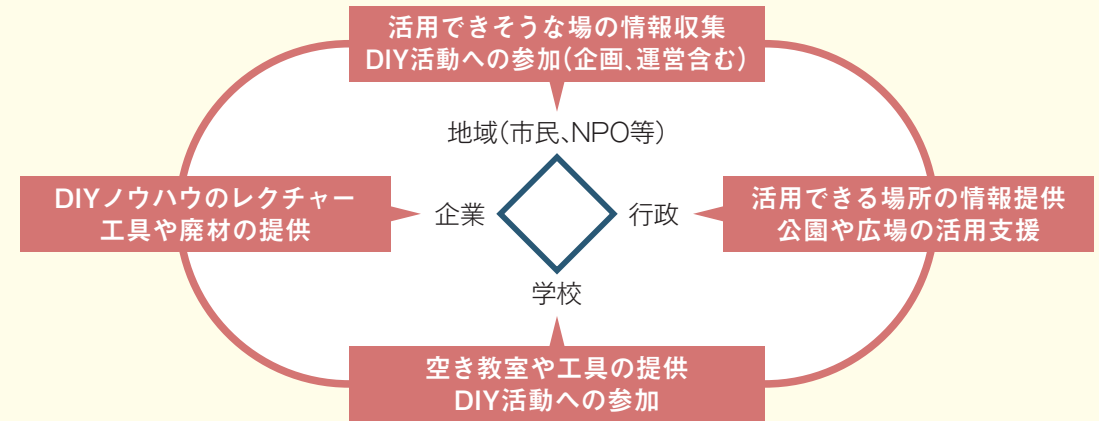 活用できそうな場の情報収集
DIY活動への参加(企画、運営含む)
地域(市民、NPO等)
DIYノウハウのレクチャー
工具や廃材の提供
企業
行政
活用できる場所の情報提供
公園や広場の活用支援
学校
空き教室や工具の提供
DIY活動への参加